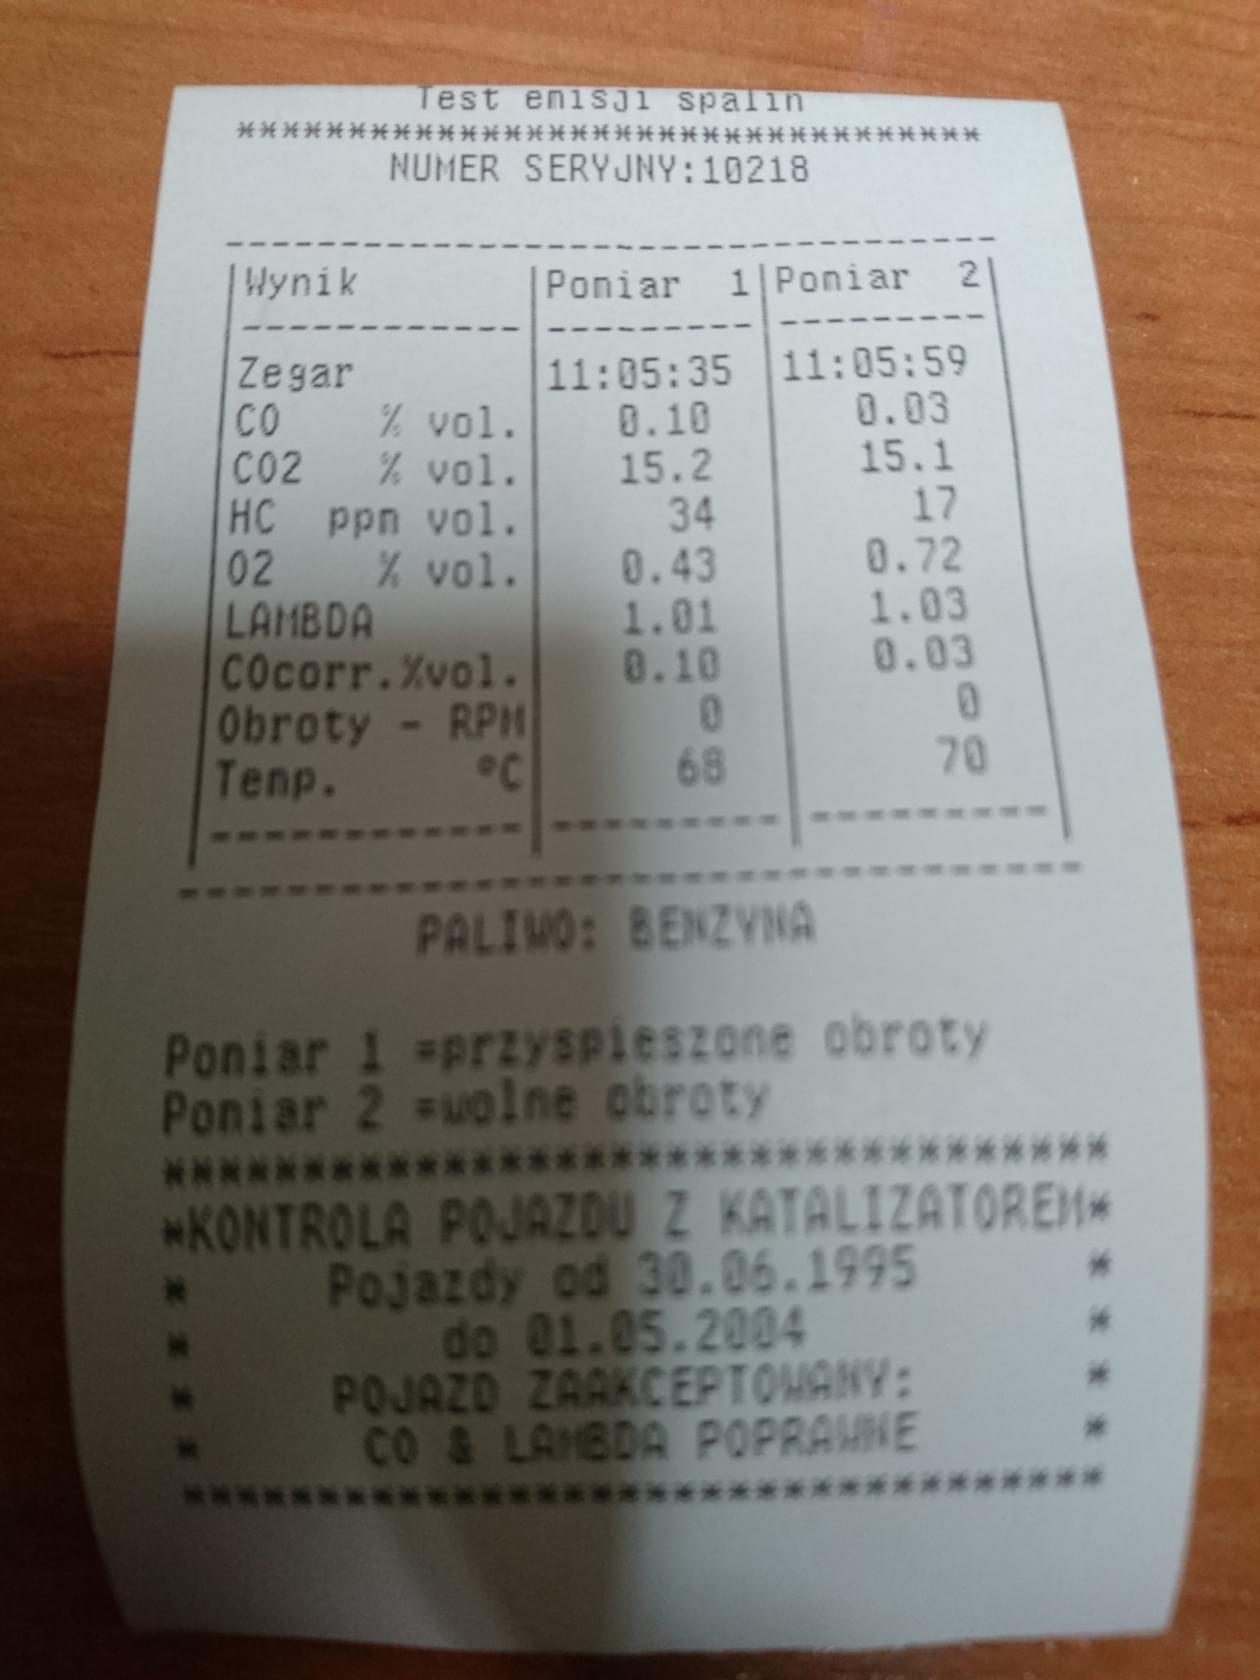 Test emisji spalin
**********************************
NUMER SERYJNY:10218
-----------------------------------
|Wynik |Pomiar 1|Pomiar 2|
------------ --------- ---------
Zegar 11:05:35 11:05:59
CO % vol. 0.10 0.03
CO2 % vol. 15.2 15.1
HC ppm vol. 34 17
O2 % vol. 0.43 0.72
LAMBDA 1.01 1.03
COcorr.%vol. 0.10 0.03
Obroty - RPM 0 0
Temp. °C 68 70
------------ --------- ---------
-----------------------------------
PALIWO: BENZYNA
Pomiar 1 =przyspieszone obroty
Pomiar 2 =wolne obroty
**********************************
*KONTROLA POJAZDU Z KATALIZATOREM*
* Pojazdy od 30.06.1995 *
* do 01.05.2004 *
* POJAZD ZAAKCEPTOWANY: *
* CO & LAMBDA POPRAWNE *
**********************************